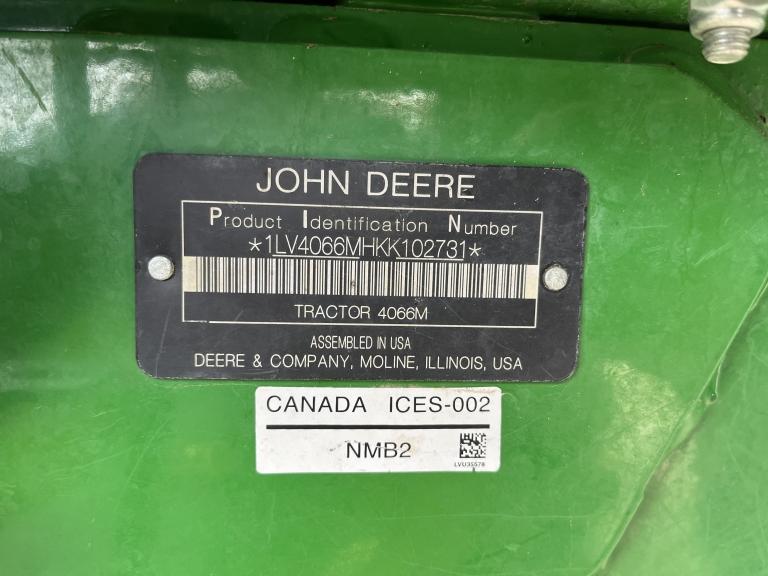 JOHN DEERE
Product Identification Number
*1LV4066MHKK102731*
TRACTOR 4066M
ASSEMBLED IN USA
DEERE & COMPANY, MOLINE, ILLINOIS, USA
CANADA ICES-002
NMB2
LVU35578